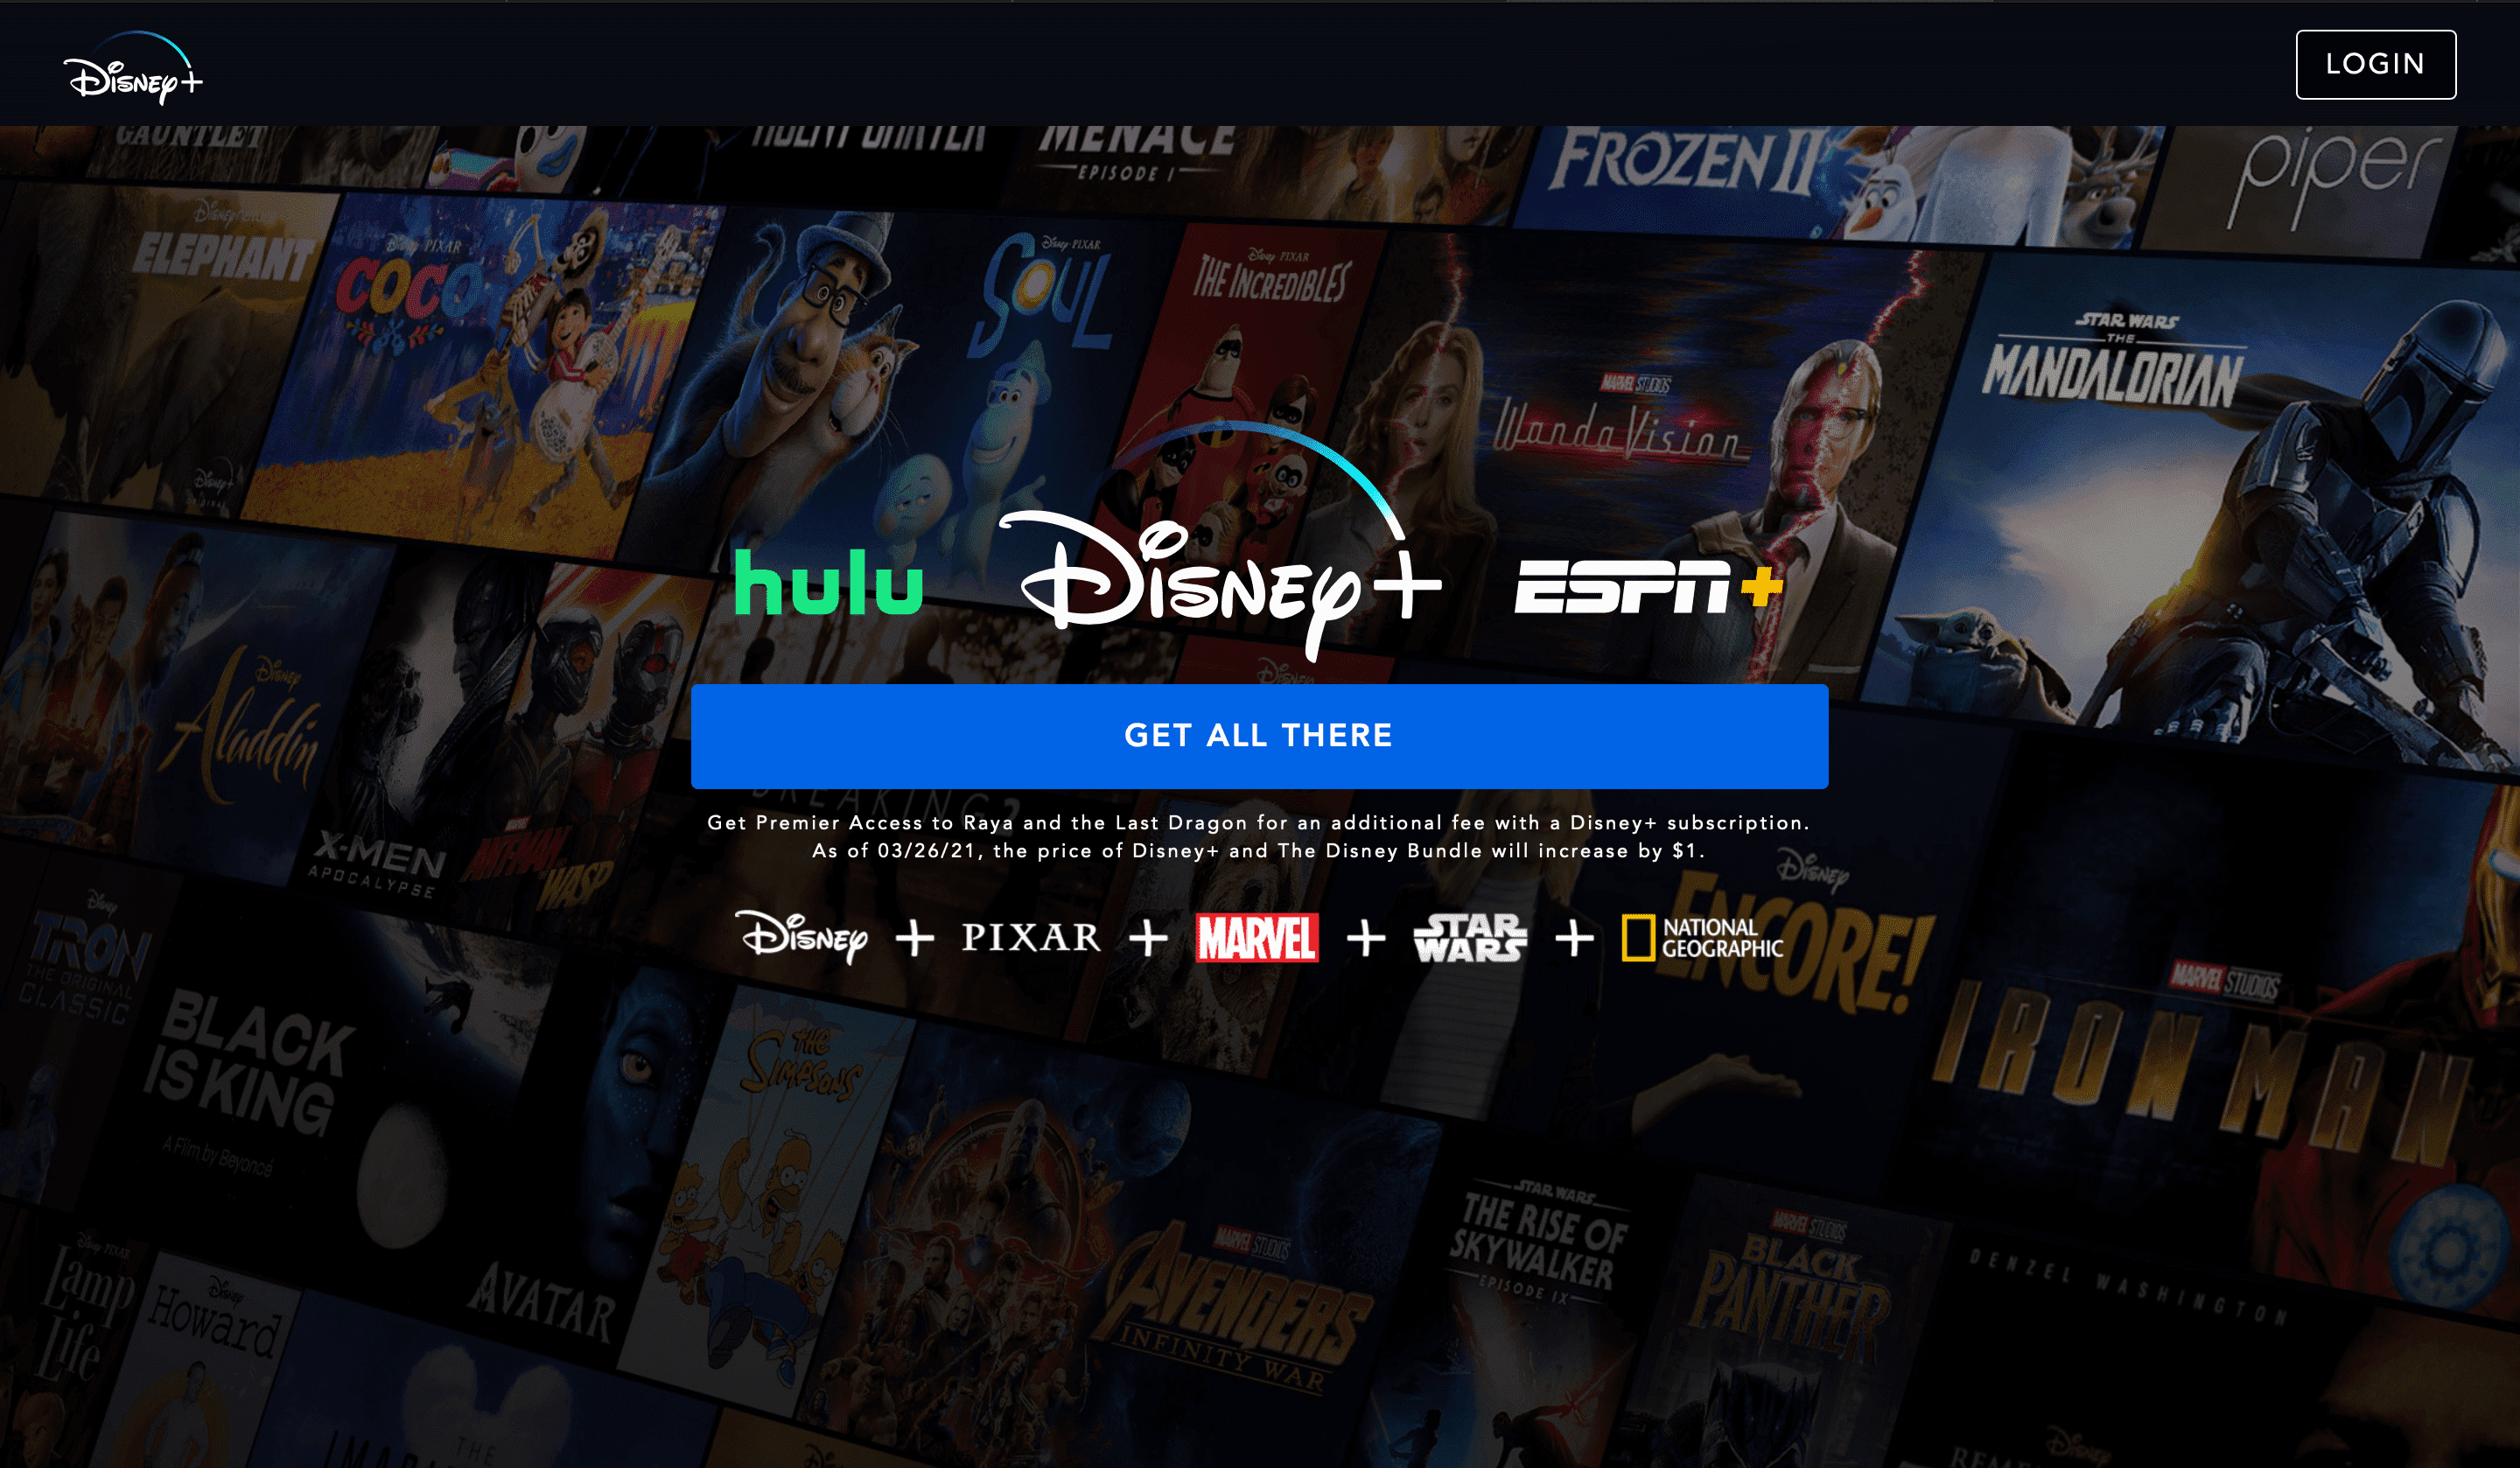 Disney+
LOGIN
GAUNTLET
MENACE
EPISODE I
FROZEN II
piper
Disney
ELEPHANT
Disney+
ORIGINAL
Disney PIXAR
COCO
Disney PIXAR
SOUL
Disney PIXAR
THE INCREDIBLES
MARVEL STUDIOS
WandaVision
STAR WARS
THE
MANDALORIAN
hulu
Disney+
ESPN+
Disney
Aladdin
Disney
GET ALL THERE
BREAKING2
Get Premier Access to Raya and the Last Dragon for an additional fee with a Disney+ subscription.
As of 03/26/21, the price of Disney+ and The Disney Bundle will increase by $1.
X-MEN
APOCALYPSE
MARVEL
ANT-MAN
WASP
Disney
ENCORE!
Disney + PIXAR + MARVEL + STAR WARS + NATIONAL GEOGRAPHIC
Disney
TRON
THE ORIGINAL
CLASSIC
BLACK
IS KING
A Film by Beyoncé
AVATAR
THE
SIMPSONS
MARVEL STUDIOS
IRON MAN
MARVEL STUDIOS
AVENGERS
INFINITY WAR
STAR WARS
THE RISE OF
SKYWALKER
EPISODE IX
MARVEL STUDIOS
BLACK
PANTHER
DENZEL WASHINGTON
Disney PIXAR
Lamp
Life
Disney
Howard
THE
Disney